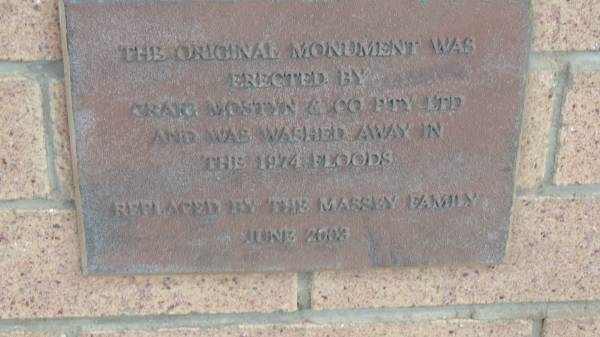 THE ORIGINAL MONUMENT WAS
ERECTED BY
CRAIG MOSTYN & CO PTY LTD
AND WAS WASHED AWAY IN
THE 1974 FLOODS
REPLACED BY THE MASSEY FAMILY
JUNE 2003